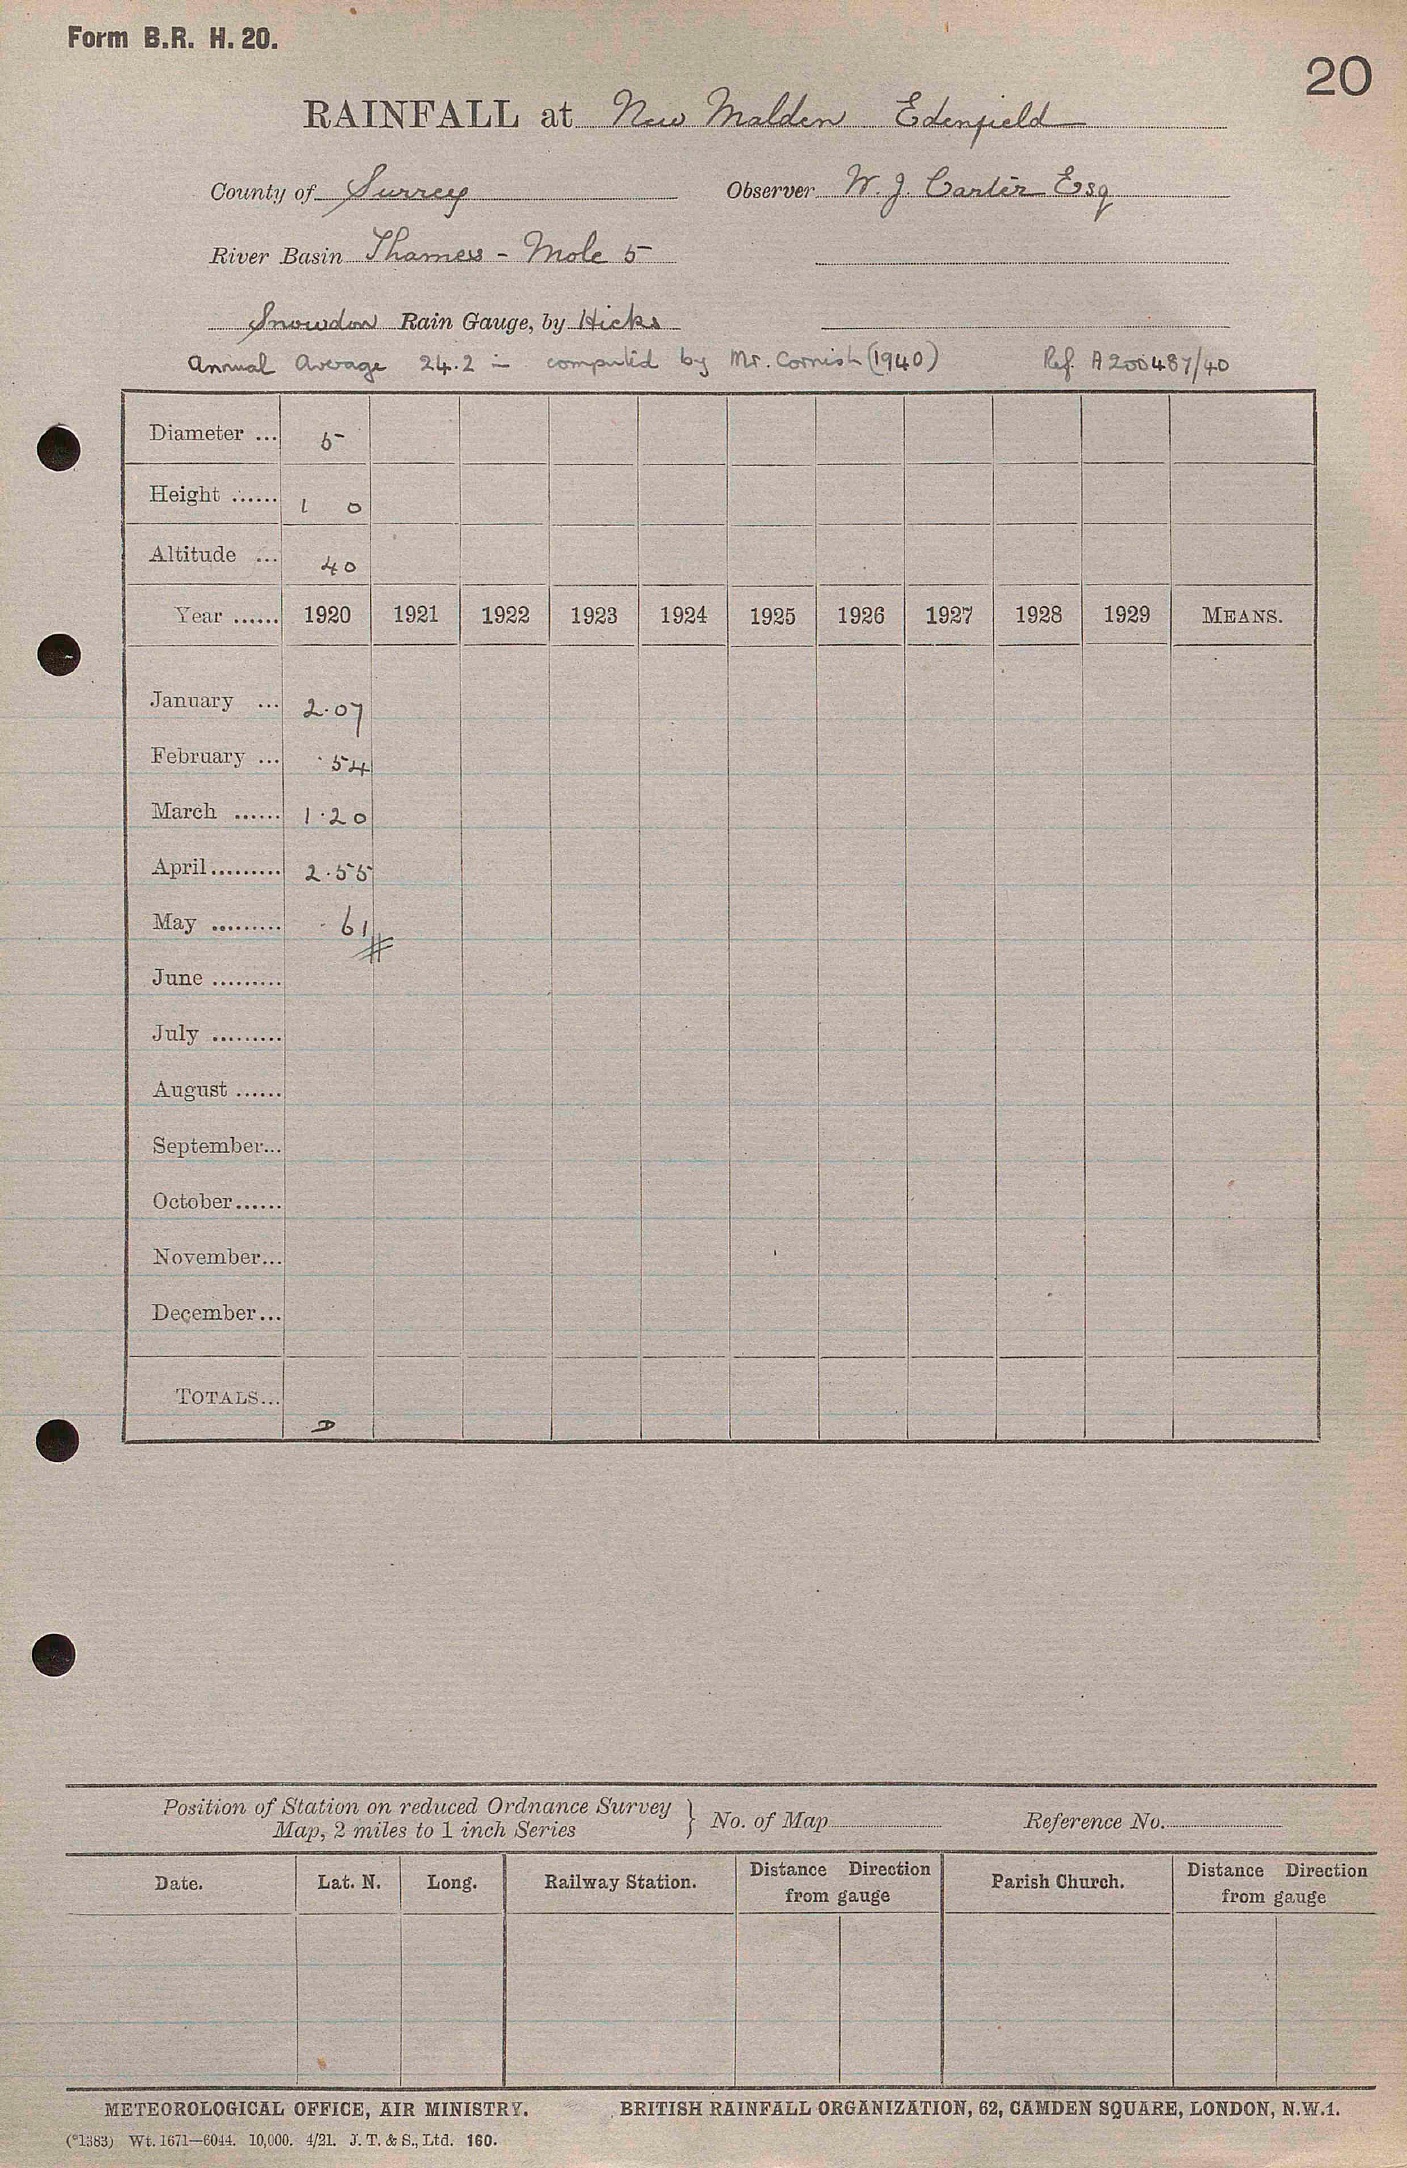 Form B.R. H. 20.
20
RAINFALL at New Malden Edenfield
County of Surrey Observer W. J. Carter Esq
River Basin Thames - Mole 5
Snowdon Rain Gauge, by Hicks
Annual Average 24.2 in computed by Mr. Cornish (1940) Ref. A200487/40
Diameter ... 5
Height ...... 1 0
Altitude ... 40
Year ...... 1920 1921 1922 1923 1924 1925 1926 1927 1928 1929 MEANS.
January ... 2.07
February ... .54
March ...... 1.20
April ......... 2.55
May ......... .61 #
June .........
July .........
August ......
September...
October......
November...
December...
TOTALS... D
Position of Station on reduced Ordnance Survey
Map, 2 miles to 1 inch Series } No. of Map Reference No.
Date. Lat. N. Long. Railway Station. Distance Direction from gauge Parish Church. Distance Direction from gauge
METEOROLOGICAL OFFICE, AIR MINISTRY. BRITISH RAINFALL ORGANIZATION, 62, CAMDEN SQUARE, LONDON, N.W.1.
(*1383) Wt. 1671—6044. 10,000. 4/21. J. T. & S., Ltd. 160.